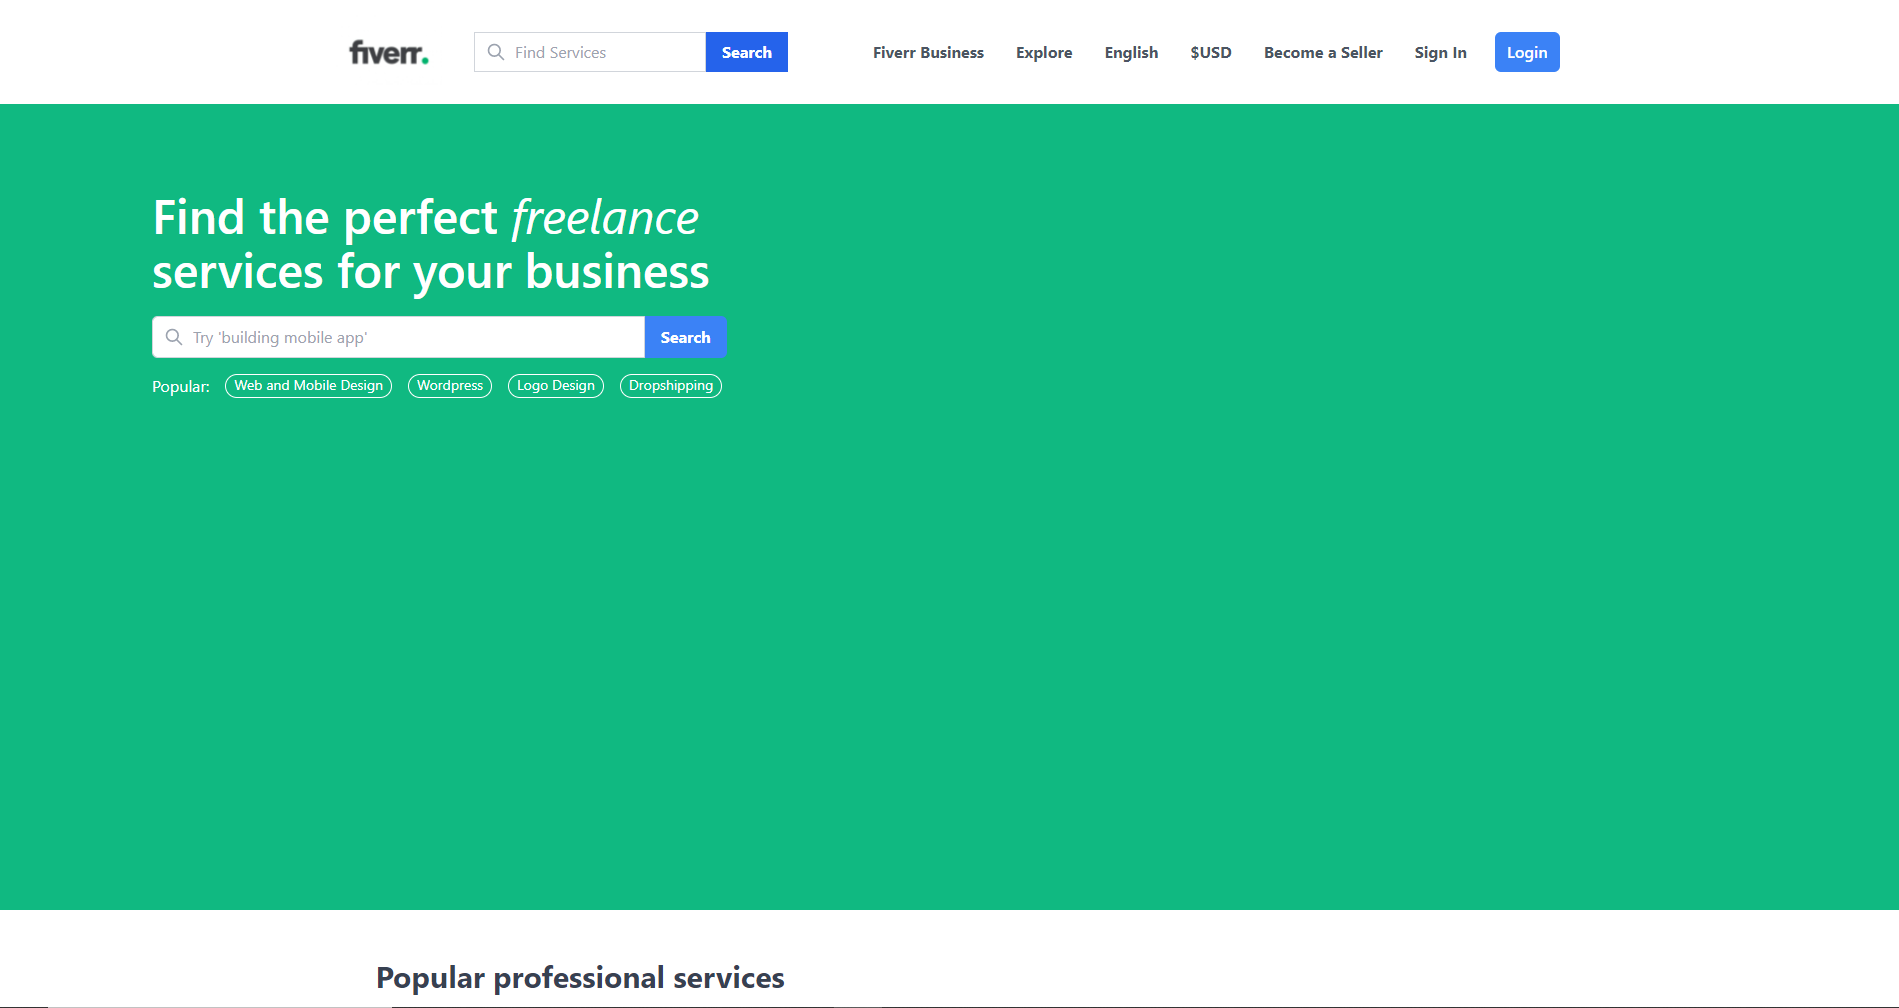 fiverr.
Find Services
Search
Fiverr Business
Explore
English
$USD
Become a Seller
Sign In
Login
Find the perfect freelance
services for your business
Try 'building mobile app'
Search
Popular:
Web and Mobile Design
Wordpress
Logo Design
Dropshipping
Popular professional services